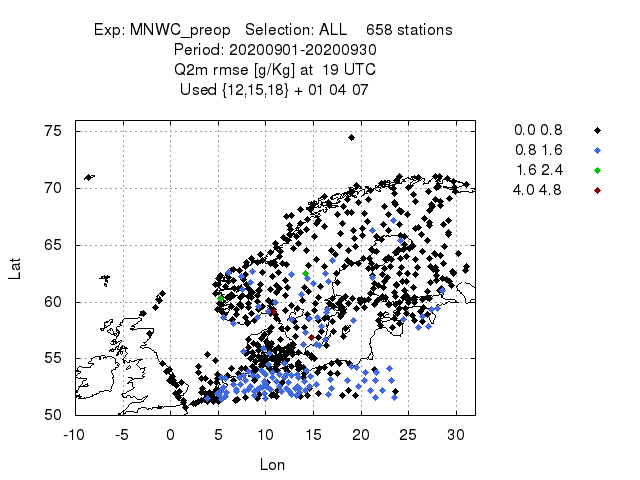 Exp: MNWC_preop   Selection: ALL    658 stations
Period: 20200901-20200930
Q2m rmse [g/Kg] at  19 UTC
Used {12,15,18} + 01 04 07
0.0 0.8
0.8 1.6
1.6 2.4
4.0 4.8
75
70
65
60
55
50
Lat
-10 -5 0 5 10 15 20 25 30
Lon